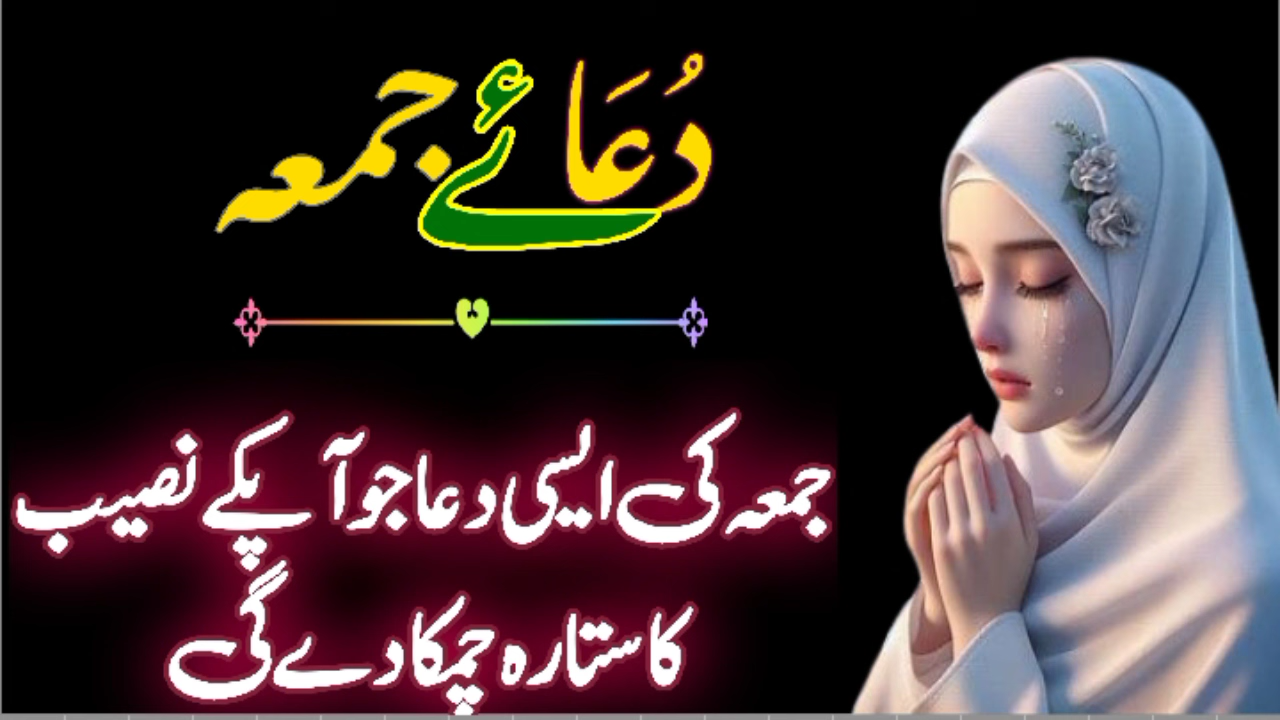 دُعَائے جمعہ
جمعہ کی ایسی دعا جو آپکے نصیب
کا ستارہ چمکا دے گی